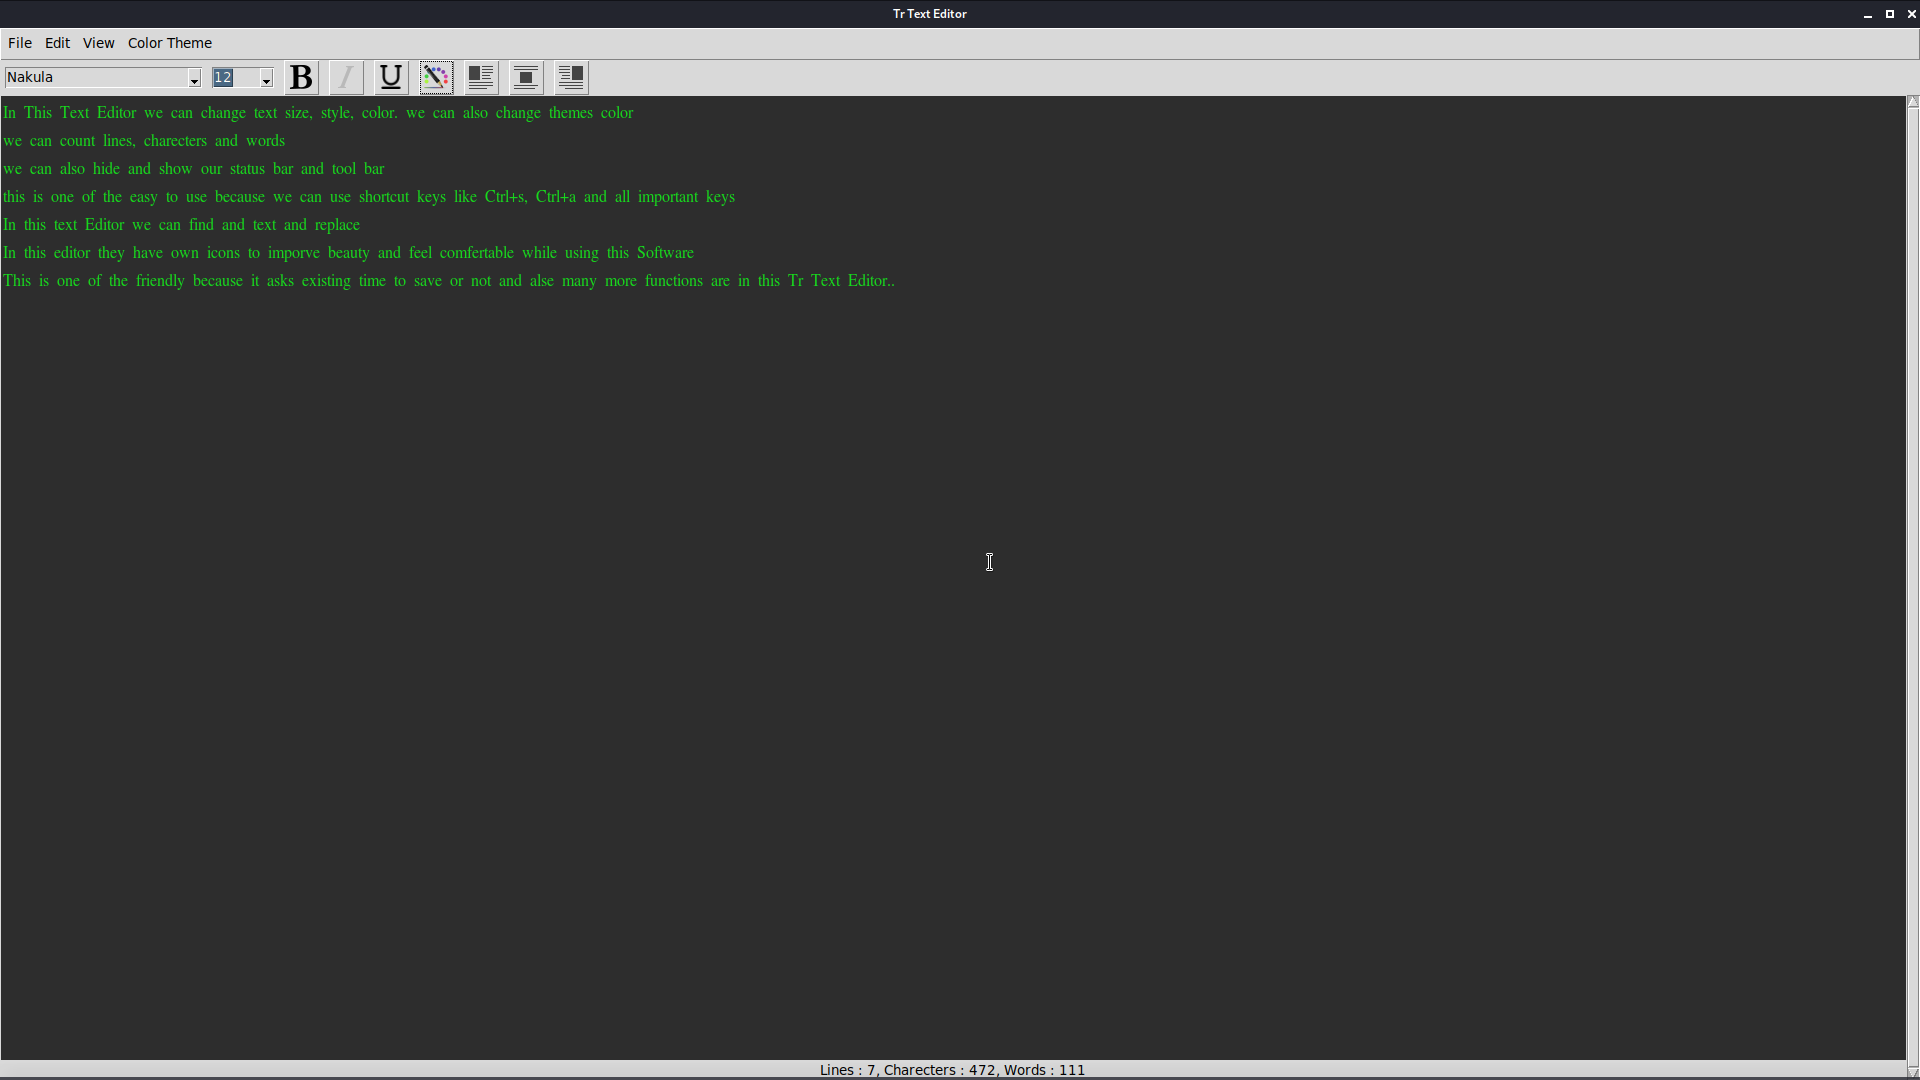 Tr Text Editor
File Edit View Color Theme
Nakula 12 B I U
In This Text Editor we can change text size, style, color. we can also change themes color
we can count lines, charecters and words
we can also hide and show our status bar and tool bar
this is one of the easy to use because we can use shortcut keys like Ctrl+s, Ctrl+a and all important keys
In this text Editor we can find and text and replace
In this editor they have own icons to imporve beauty and feel comfertable while using this Software
This is one of the friendly because it asks existing time to save or not and alse many more functions are in this Tr Text Editor..
Lines : 7, Charecters : 472, Words : 111